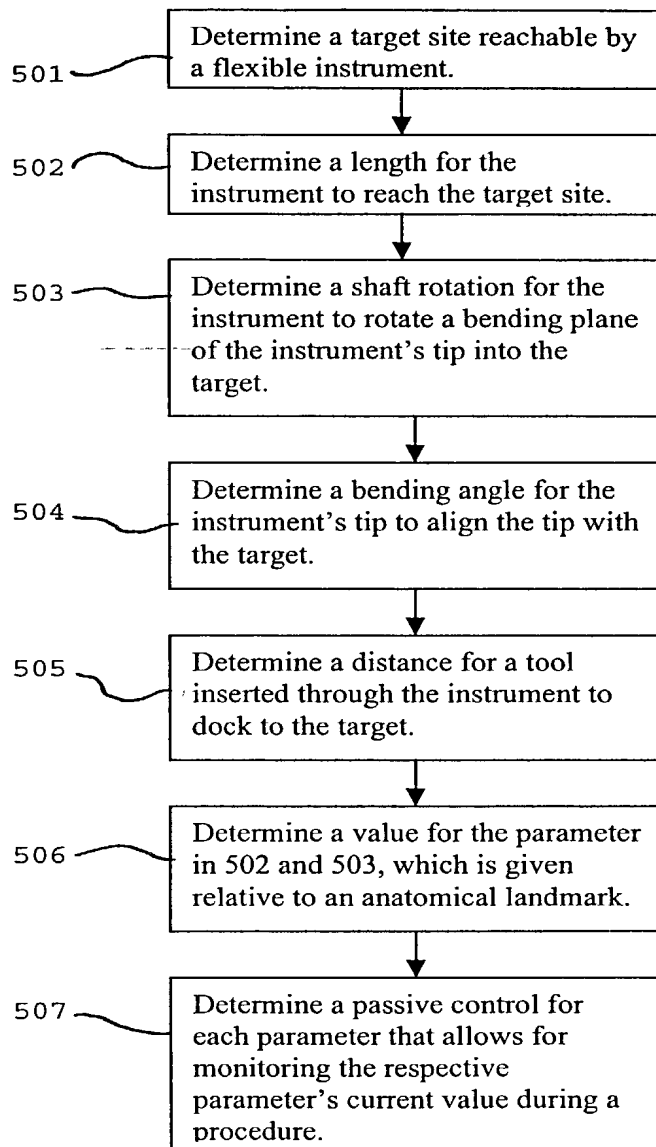 501
Determine a target site reachable by
a flexible instrument.
502
Determine a length for the
instrument to reach the target site.
503
Determine a shaft rotation for the
instrument to rotate a bending plane
of the instrument's tip into the
target.
504
Determine a bending angle for the
instrument's tip to align the tip with
the target.
505
Determine a distance for a tool
inserted through the instrument to
dock to the target.
506
Determine a value for the parameter
in 502 and 503, which is given
relative to an anatomical landmark.
507
Determine a passive control for
each parameter that allows for
monitoring the respective
parameter's current value during a
procedure.